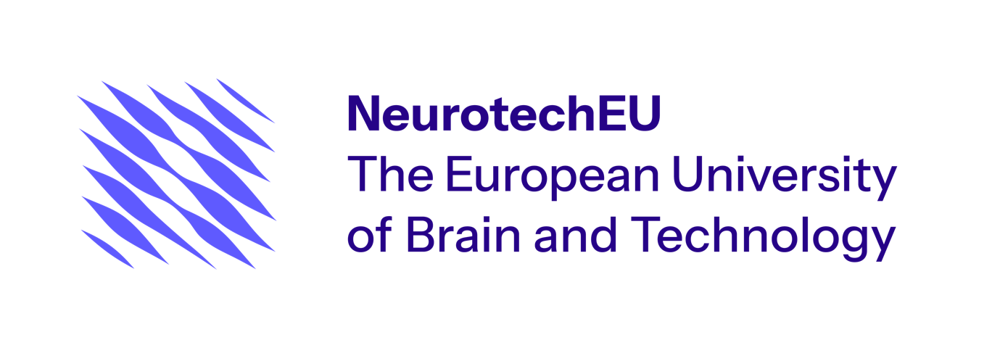 NeurotechEU
The European University
of Brain and Technology